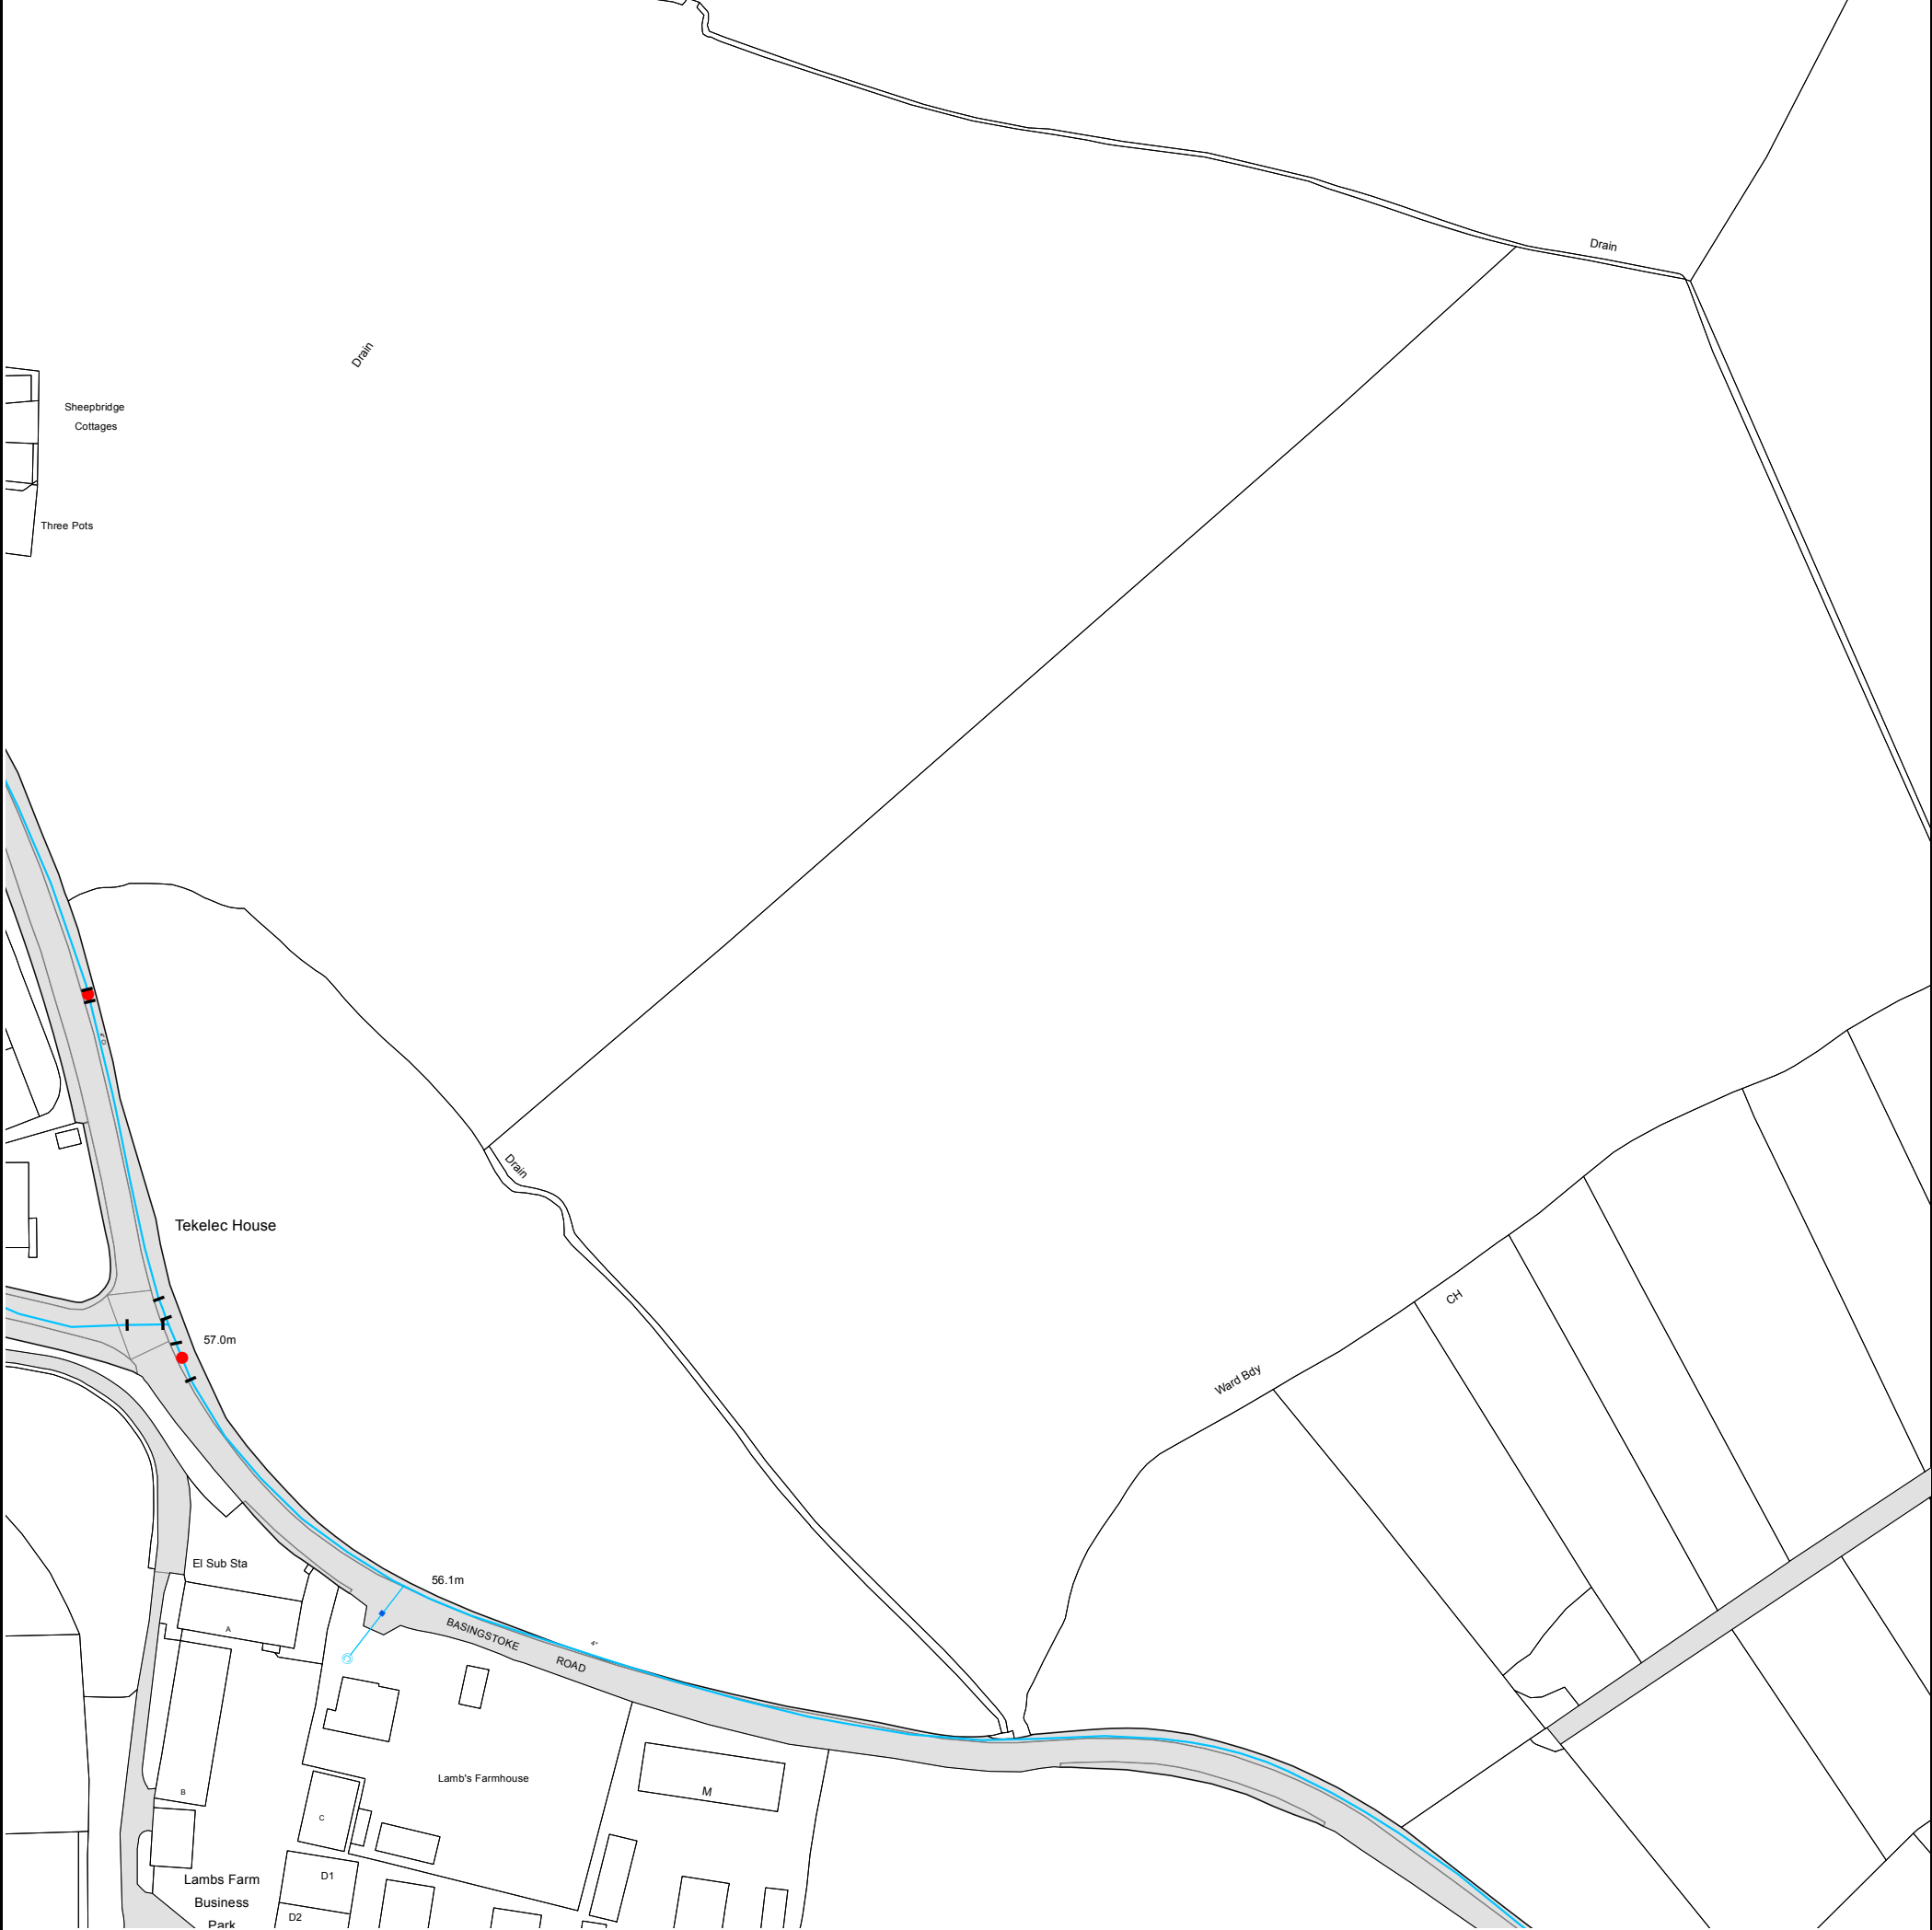 Drain
Drain
Sheepbridge
Cottages
Three Pots
Drain
Tekelec House
CH
57.0m
Ward Bdy
El Sub Sta
56.1m
A
BASINGSTOKE
ROAD
4"
Lamb's Farmhouse
B
M
C
D1
Lambs Farm
Business
Park
D2